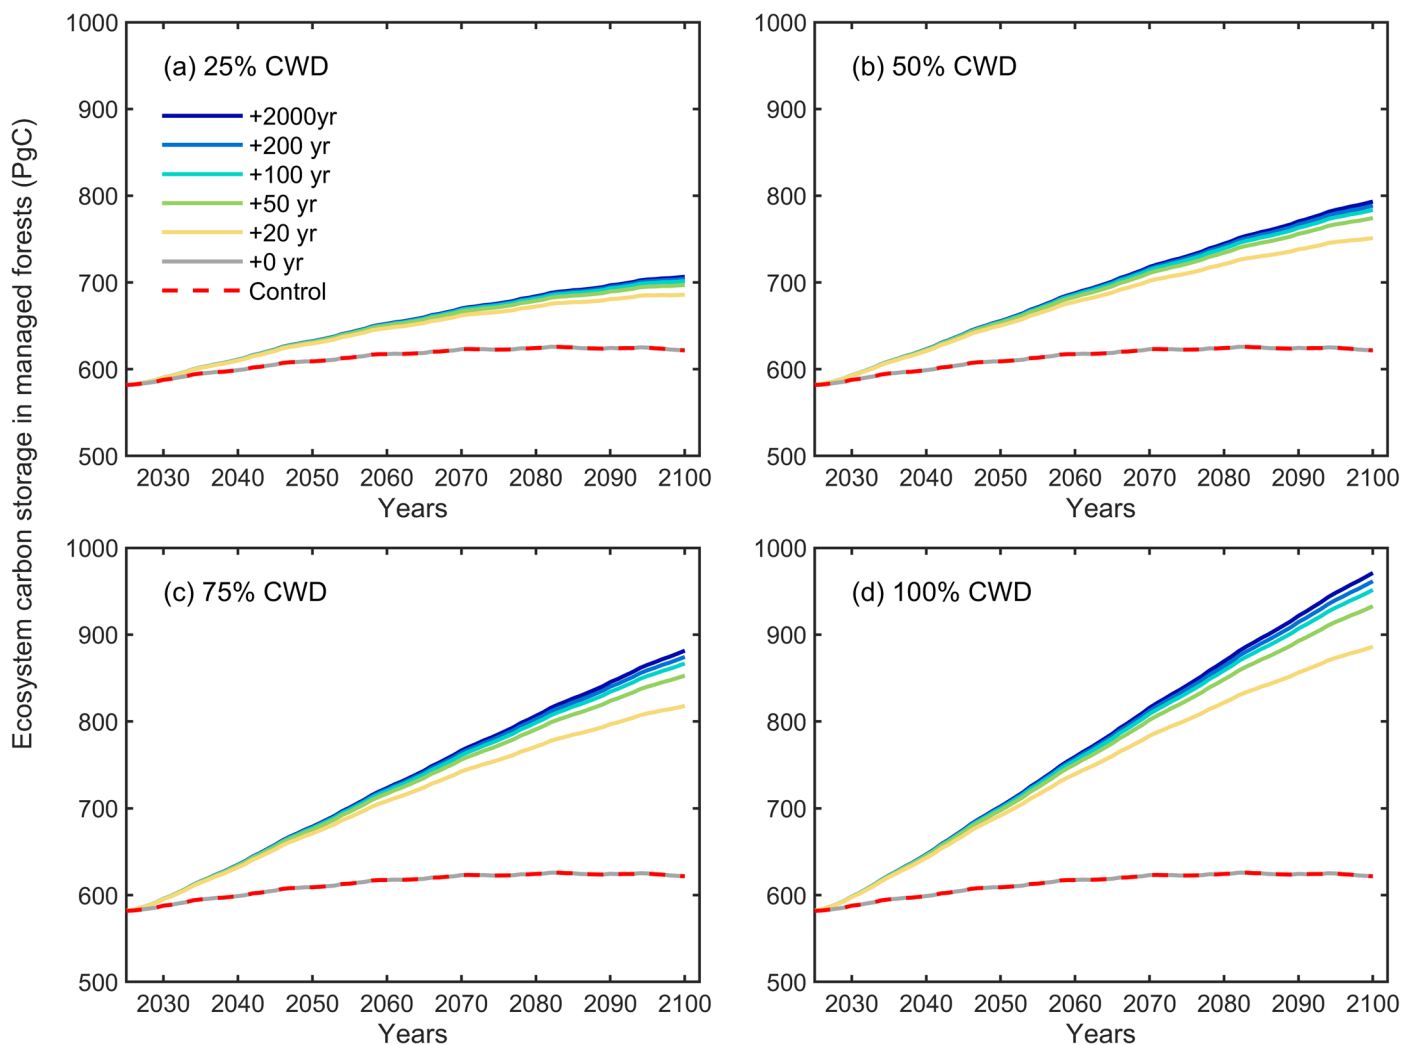 Ecosystem carbon storage in managed forests (PgC)
1000
900
800
700
600
500
(a) 25% CWD
+2000yr
+200 yr
+100 yr
+50 yr
+20 yr
+0 yr
Control
2030 2040 2050 2060 2070 2080 2090 2100
Years
1000
900
800
700
600
500
(b) 50% CWD
2030 2040 2050 2060 2070 2080 2090 2100
Years
1000
900
800
700
600
500
(c) 75% CWD
2030 2040 2050 2060 2070 2080 2090 2100
Years
1000
900
800
700
600
500
(d) 100% CWD
2030 2040 2050 2060 2070 2080 2090 2100
Years